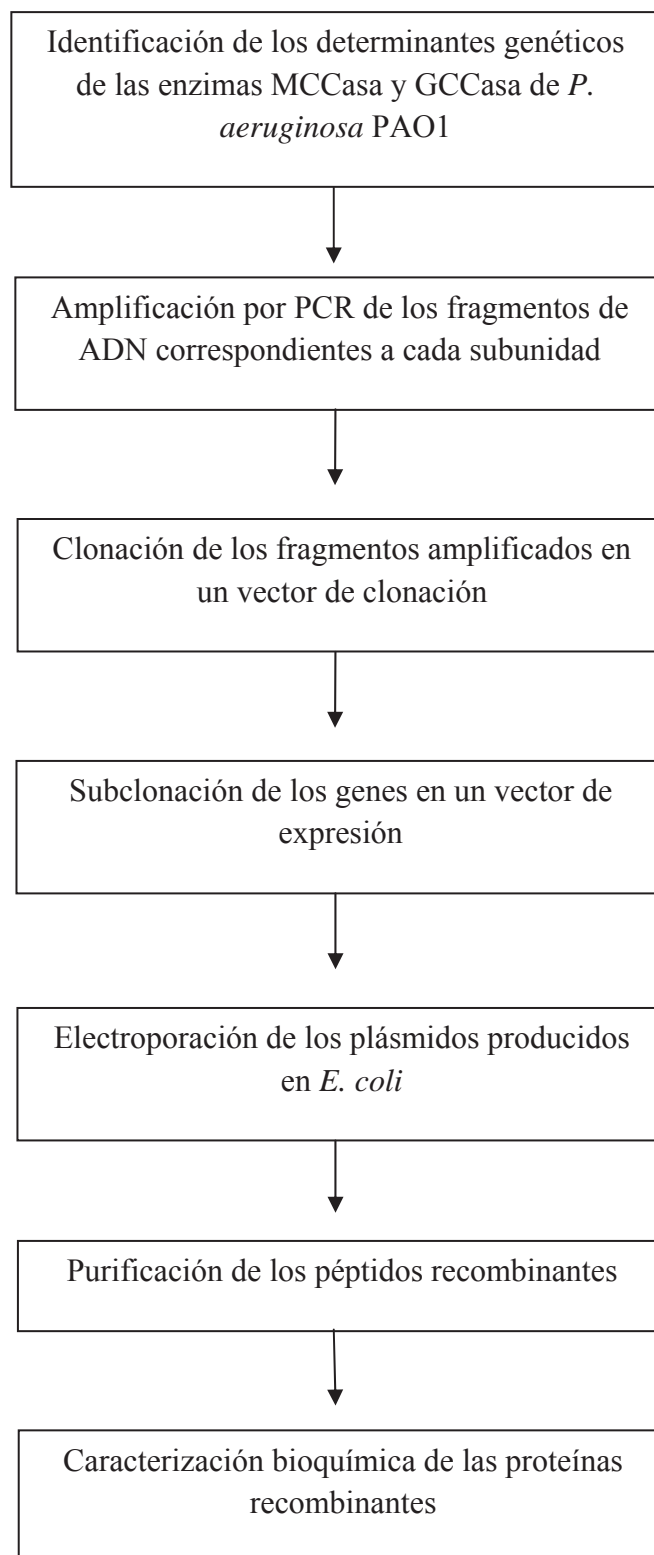 Identificación de los determinantes genéticos
de las enzimas MCCasa y GCCasa de P.
aeruginosa PAO1
Amplificación por PCR de los fragmentos de
ADN correspondientes a cada subunidad
Clonación de los fragmentos amplificados en
un vector de clonación
Subclonación de los genes en un vector de
expresión
Electroporación de los plásmidos producidos
en E. coli
Purificación de los péptidos recombinantes
Caracterización bioquímica de las proteínas
recombinantes